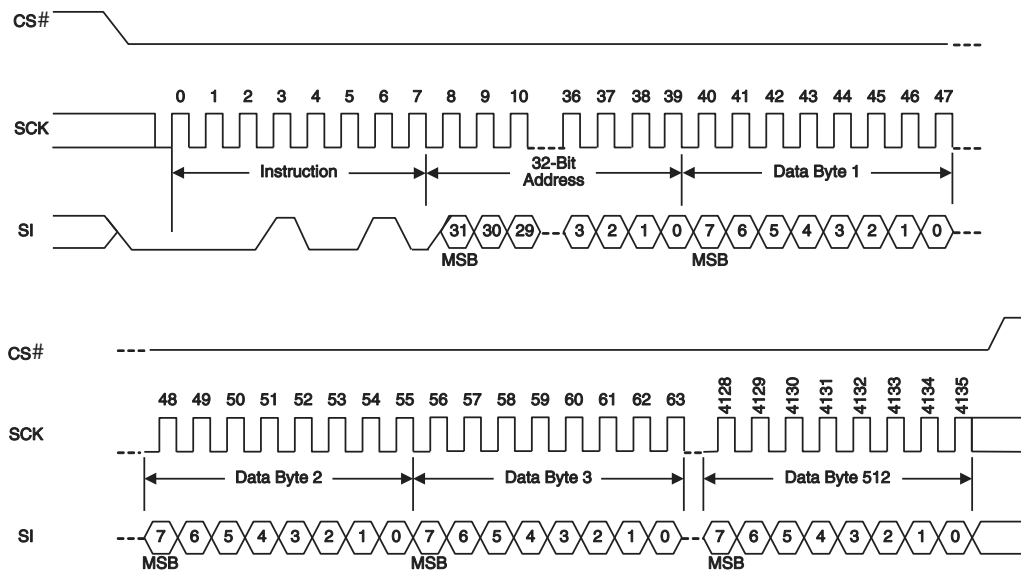 CS#
0 1 2 3 4 5 6 7 8 9 10 36 37 38 39 40 41 42 43 44 45 46 47
SCK
Instruction
32-Bit
Address
Data Byte 1
SI
31 30 29 3 2 1 0 7 6 5 4 3 2 1 0
MSB MSB
CS#
48 49 50 51 52 53 54 55 56 57 58 59 60 61 62 63 4128 4129 4130 4131 4132 4133 4134 4135
SCK
Data Byte 2 Data Byte 3 Data Byte 512
SI
7 6 5 4 3 2 1 0 7 6 5 4 3 2 1 0 7 6 5 4 3 2 1 0
MSB MSB MSB